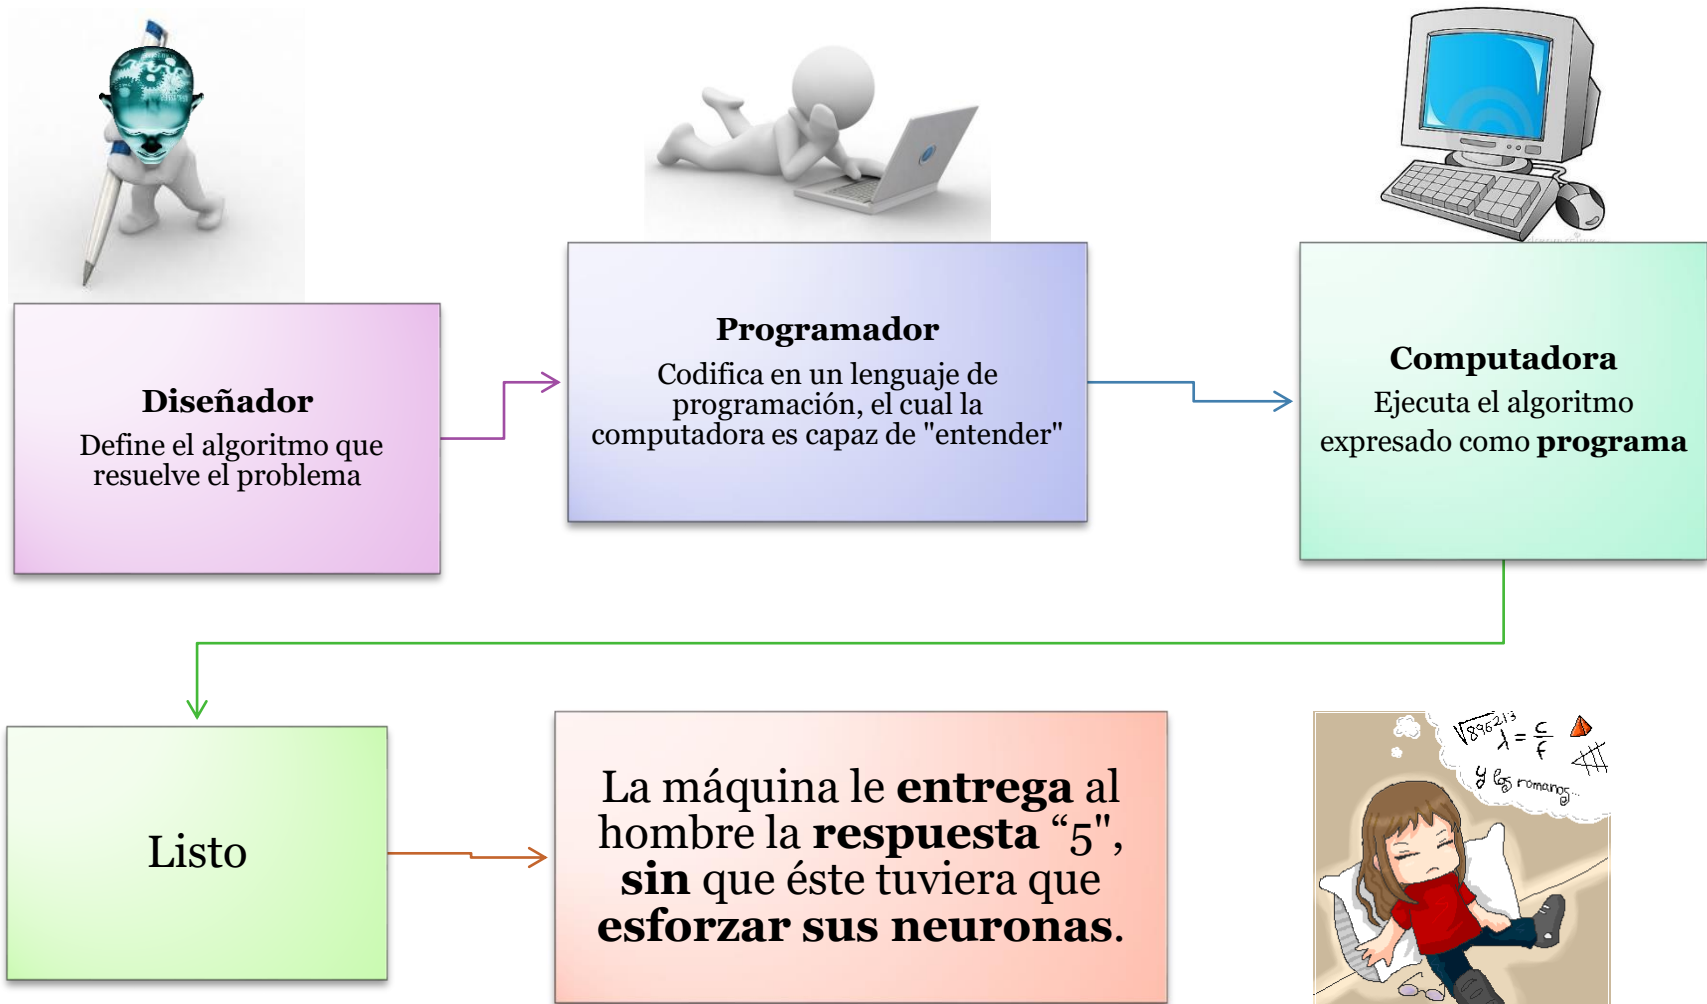 Diseñador
Define el algoritmo que
resuelve el problema
Programador
Codifica en un lenguaje de
programación, el cual la
computadora es capaz de "entender"
Computadora
Ejecuta el algoritmo
expresado como programa
Listo
La máquina le entrega al
hombre la respuesta “5",
sin que éste tuviera que
esforzar sus neuronas.
√896213
λ = c/f
y los romanos...